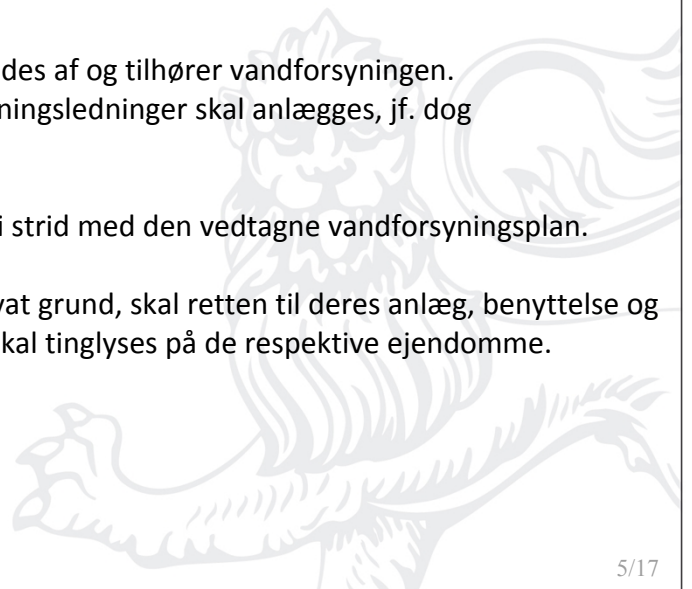 des af og tilhører vandforsyningen.
ningsledninger skal anlægges, jf. dog
i strid med den vedtagne vandforsyningsplan.
vat grund, skal retten til deres anlæg, benyttelse og
kal tinglyses på de respektive ejendomme.
5/17